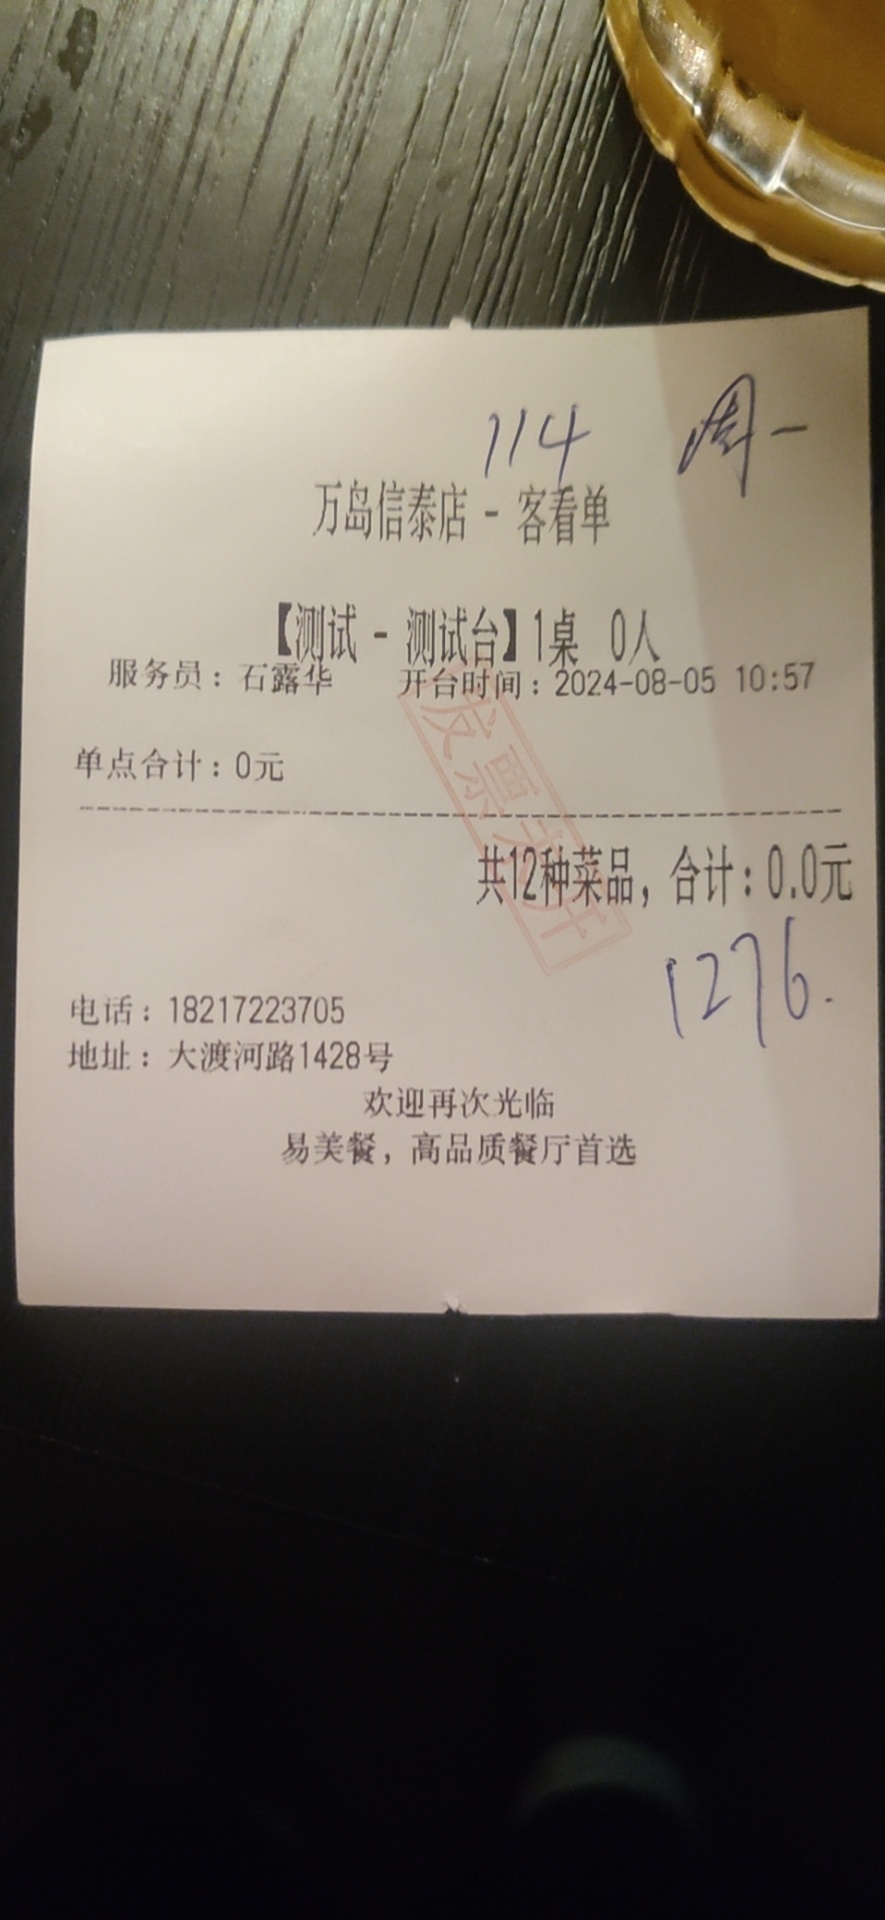 114 周一
万岛信泰店 - 客看单
【测试 - 测试台】1桌 0人
服务员：石露华 开台时间：2024-08-05 10:57
单点合计：0元
发票未开
共12种菜品，合计：0.0元
1276.
电话：18217223705
地址：大渡河路1428号
欢迎再次光临
易美餐，高品质餐厅首选